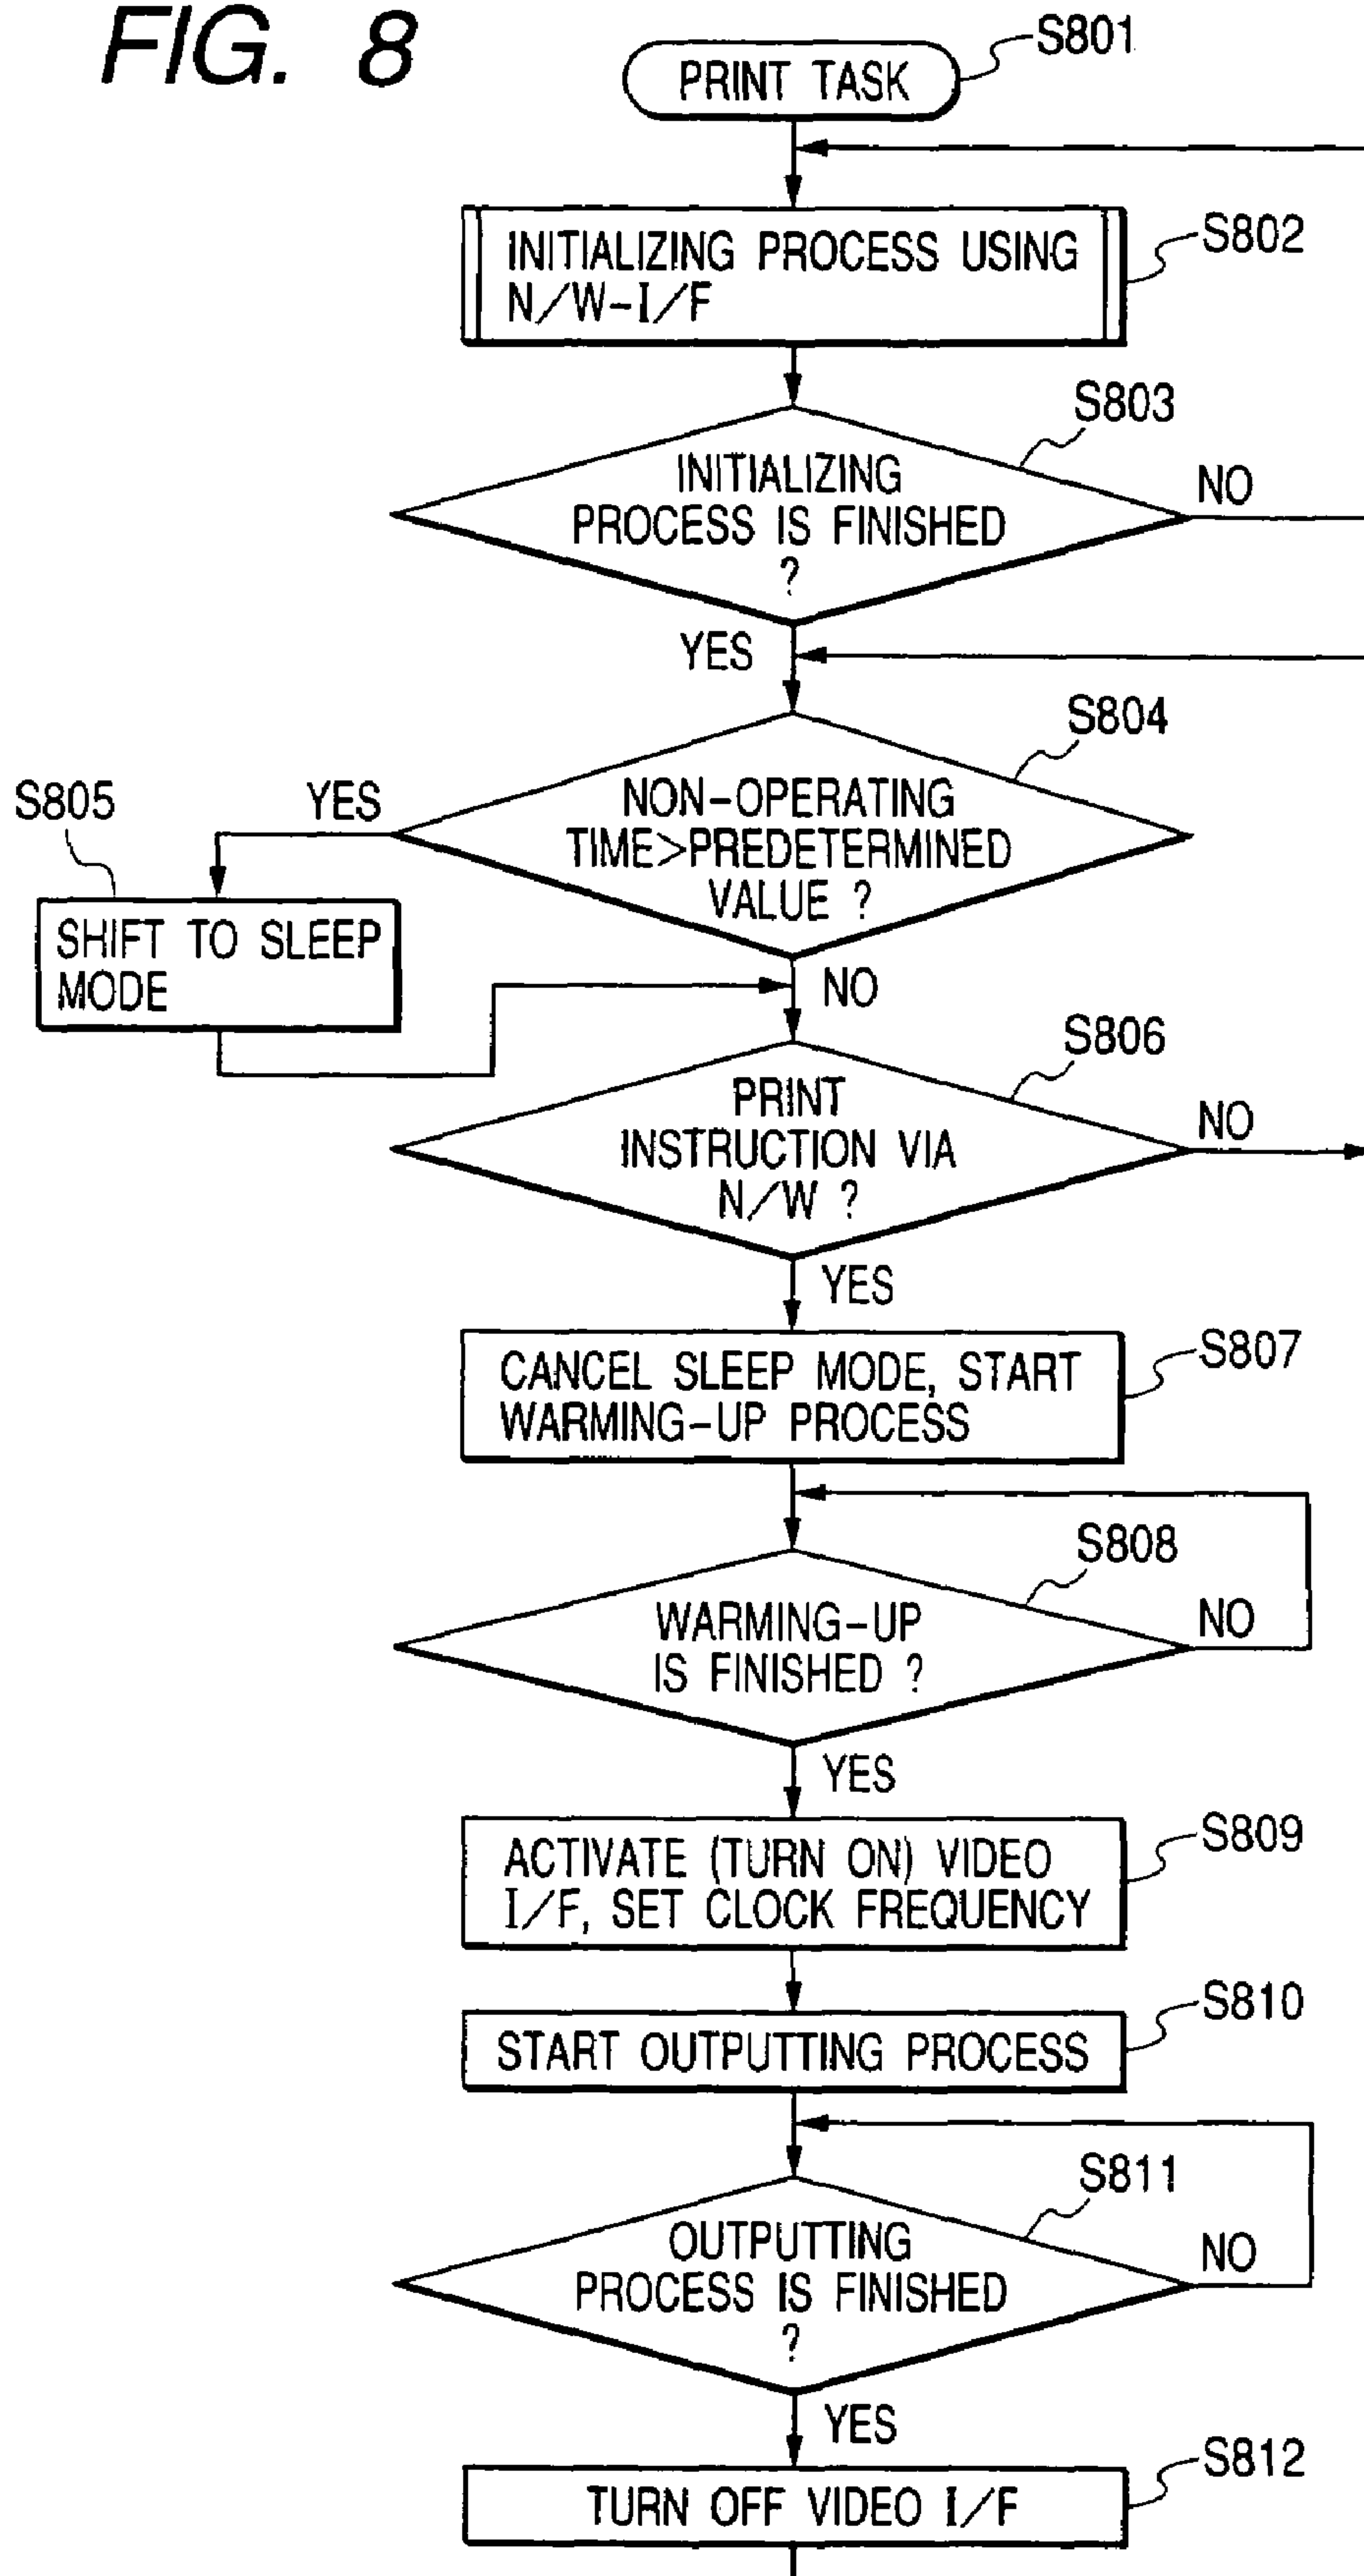 FIG. 8
S801
PRINT TASK
S802
INITIALIZING PROCESS USING
N/W-I/F
S803
INITIALIZING
PROCESS IS FINISHED
?
NO
YES
S804
NON-OPERATING
TIME>PREDETERMINED
VALUE ?
YES
S805
SHIFT TO SLEEP
MODE
NO
S806
PRINT
INSTRUCTION VIA
N/W ?
NO
YES
S807
CANCEL SLEEP MODE, START
WARMING-UP PROCESS
S808
WARMING-UP
IS FINISHED ?
NO
YES
S809
ACTIVATE (TURN ON) VIDEO
I/F, SET CLOCK FREQUENCY
S810
START OUTPUTTING PROCESS
S811
OUTPUTTING
PROCESS IS FINISHED
?
NO
YES
S812
TURN OFF VIDEO I/F